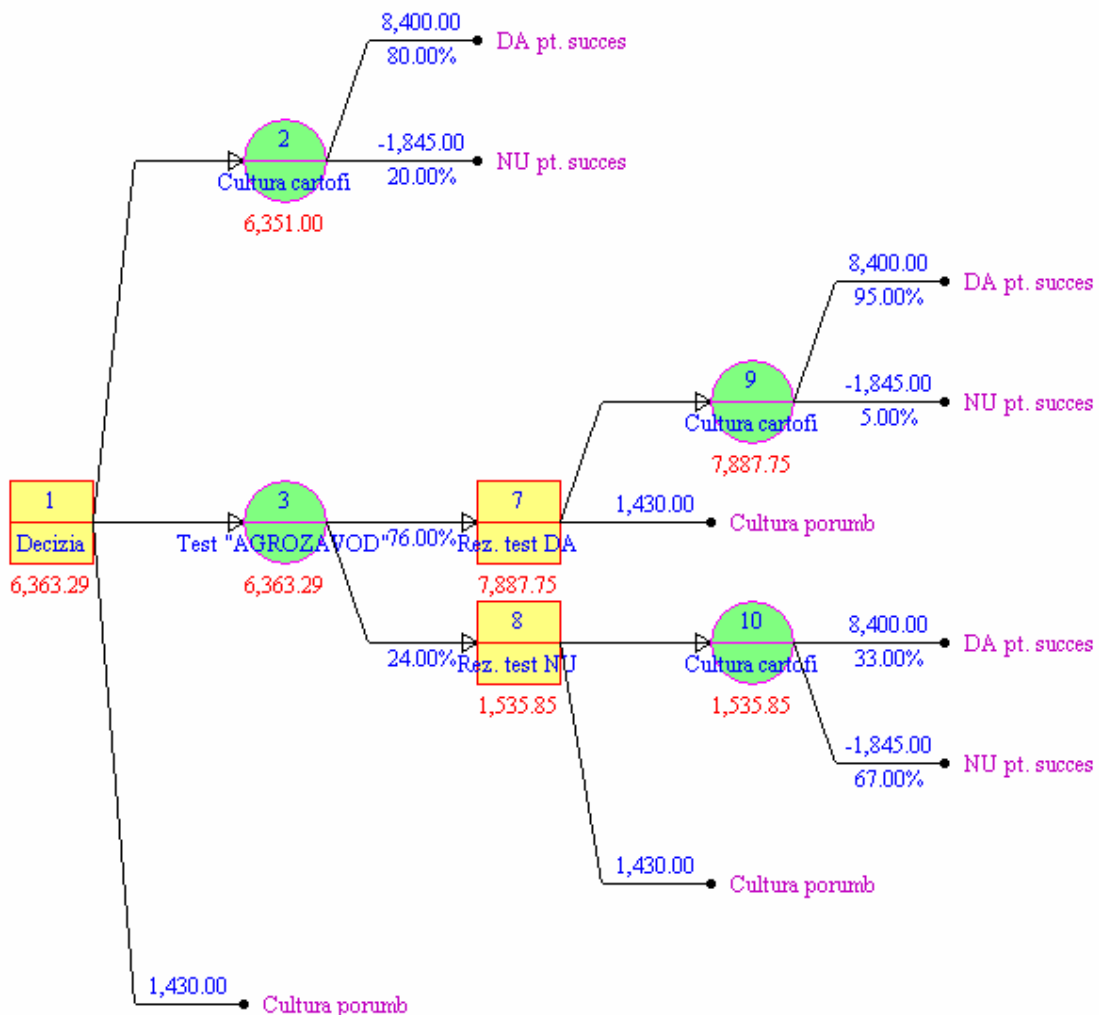 8,400.00
80.00%
DA pt. succes
2
Cultura cartofi
6,351.00
-1,845.00
20.00%
NU pt. succes
8,400.00
95.00%
DA pt. succes
9
Cultura cartofi
7,887.75
-1,845.00
5.00%
NU pt. succes
1
Decizia
6,363.29
3
Test "AGROZAVOD"
6,363.29
76.00%
7
Rez. test DA
7,887.75
1,430.00
Cultura porumb
24.00%
8
Rez. test NU
1,535.85
10
Cultura cartofi
1,535.85
8,400.00
33.00%
DA pt. succes
-1,845.00
67.00%
NU pt. succes
1,430.00
Cultura porumb
1,430.00
Cultura porumb